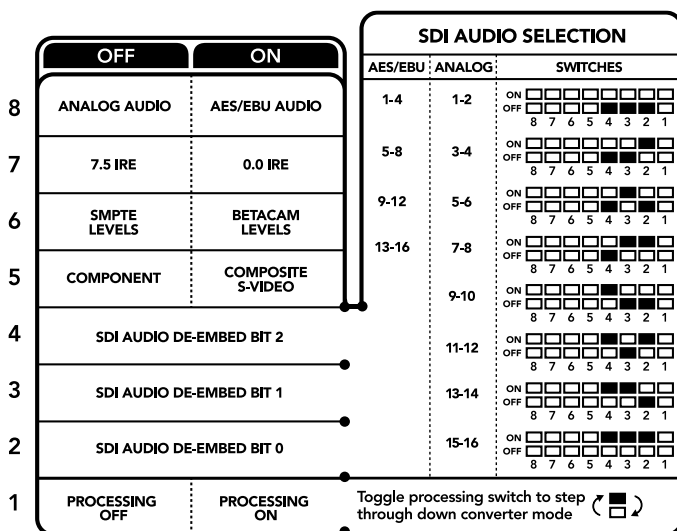 OFF ON
8 ANALOG AUDIO AES/EBU AUDIO
7 7.5 IRE 0.0 IRE
6 SMPTE LEVELS BETACAM LEVELS
5 COMPONENT COMPOSITE S-VIDEO
4 SDI AUDIO DE-EMBED BIT 2
3 SDI AUDIO DE-EMBED BIT 1
2 SDI AUDIO DE-EMBED BIT 0
1 PROCESSING OFF PROCESSING ON
SDI AUDIO SELECTION
AES/EBU ANALOG SWITCHES
1-4 1-2 ON
OFF
8 7 6 5 4 3 2 1
5-8 3-4 ON
OFF
8 7 6 5 4 3 2 1
9-12 5-6 ON
OFF
8 7 6 5 4 3 2 1
13-16 7-8 ON
OFF
8 7 6 5 4 3 2 1
9-10 ON
OFF
8 7 6 5 4 3 2 1
11-12 ON
OFF
8 7 6 5 4 3 2 1
13-14 ON
OFF
8 7 6 5 4 3 2 1
15-16 ON
OFF
8 7 6 5 4 3 2 1
Toggle processing switch to step
through down converter mode